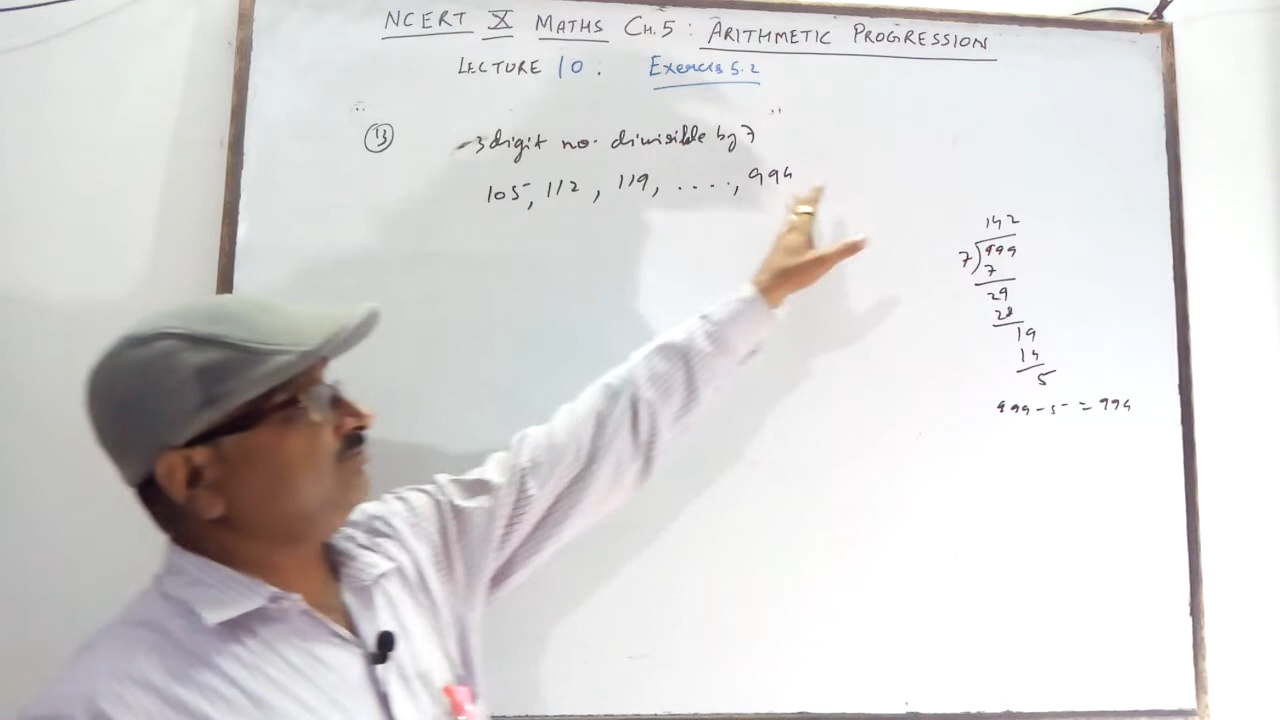 NCERT X MATHS CH.5: ARITHMETIC PROGRESSION
LECTURE 10: Exercis 5.2
13 3 digit no. divisible by 7
105, 112, 119, ...., 994
142
7)999
7
29
28
19
14
5
999-5 = 994